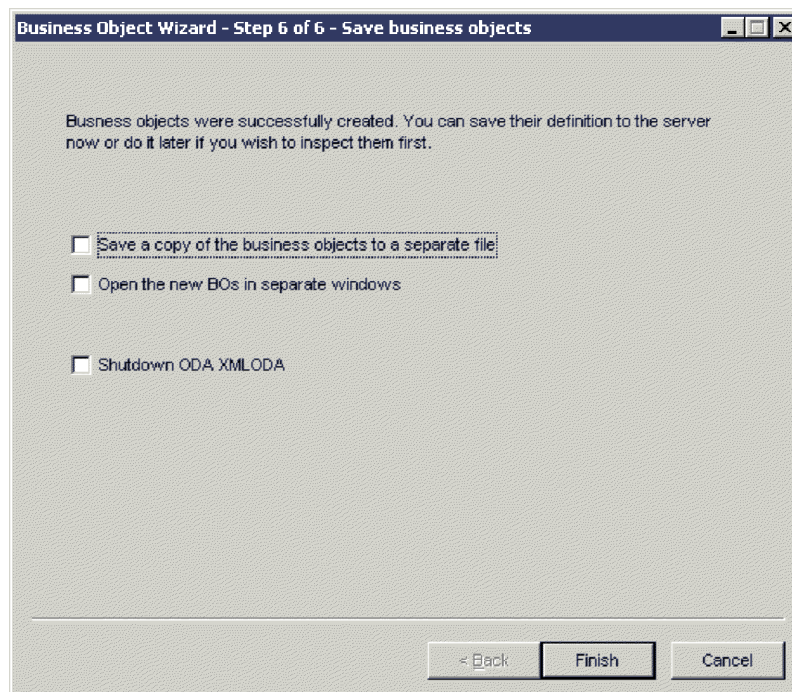 Business Object Wizard - Step 6 of 6 - Save business objects
Busness objects were successfully created. You can save their definition to the server
now or do it later if you wish to inspect them first.
Save a copy of the business objects to a separate file
Open the new BOs in separate windows
Shutdown ODA XMLODA
< Back
Finish
Cancel